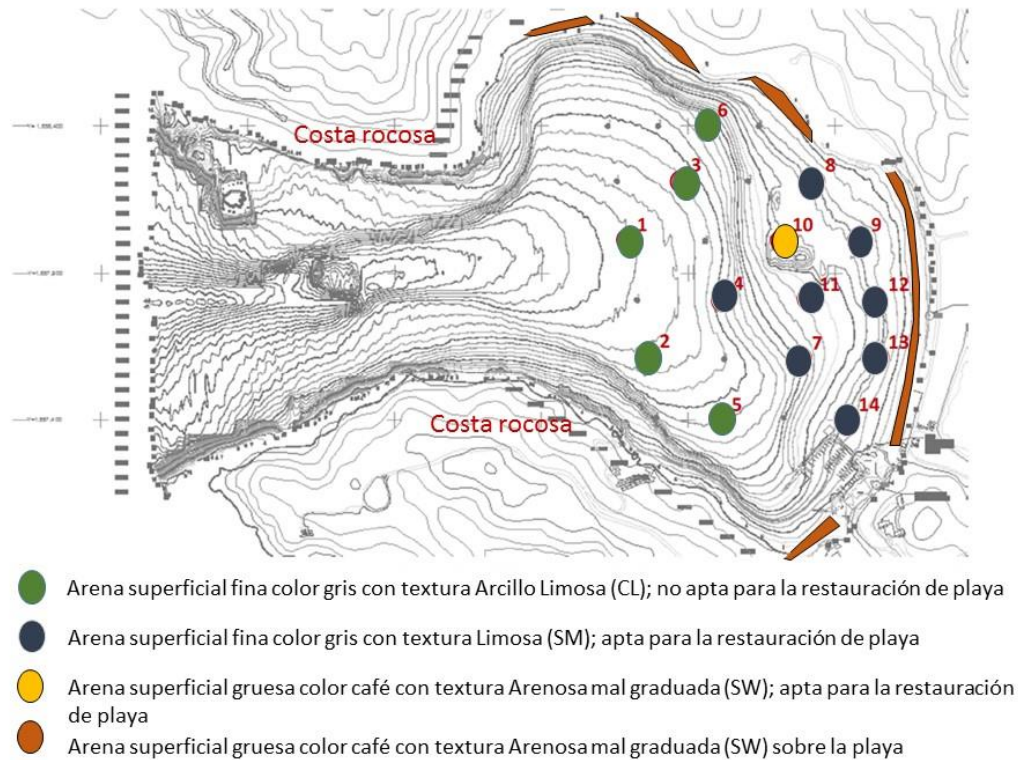 Costa rocosa
6
3
8
1
10
9
4
11
12
2
7
13
5
14
Costa rocosa
Arena superficial fina color gris con textura Arcillo Limosa (CL); no apta para la restauración de playa
Arena superficial fina color gris con textura Limosa (SM); apta para la restauración de playa
Arena superficial gruesa color café con textura Arenosa mal graduada (SW); apta para la restauración
de playa
Arena superficial gruesa color café con textura Arenosa mal graduada (SW) sobre la playa